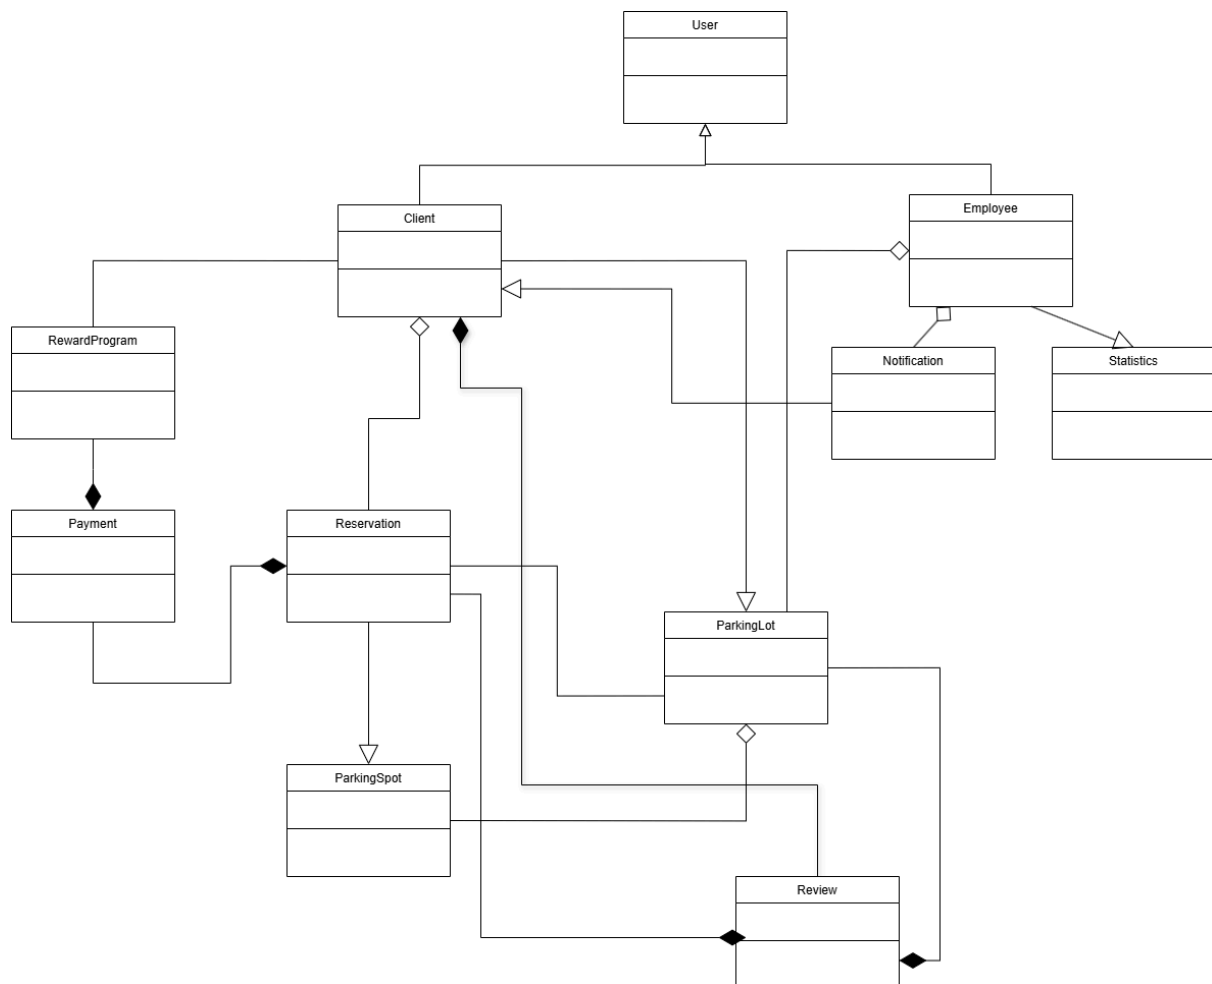 User
Client
Employee
RewardProgram
Notification
Statistics
Payment
Reservation
ParkingLot
ParkingSpot
Review